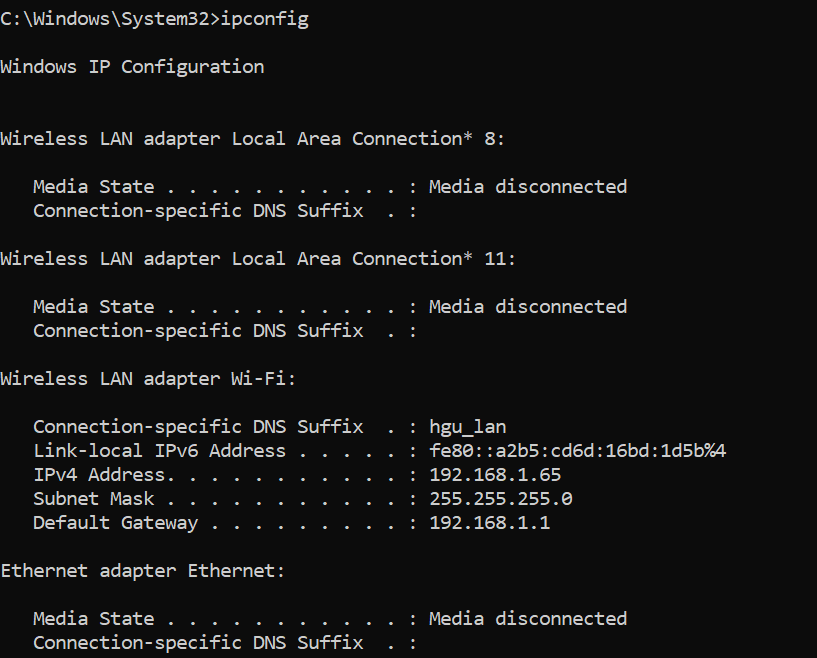 C:\Windows\System32>ipconfig
Windows IP Configuration
Wireless LAN adapter Local Area Connection* 8:
Media State . . . . . . . . . . . : Media disconnected
Connection-specific DNS Suffix  . :
Wireless LAN adapter Local Area Connection* 11:
Media State . . . . . . . . . . . : Media disconnected
Connection-specific DNS Suffix  . :
Wireless LAN adapter Wi-Fi:
Connection-specific DNS Suffix  . : hgu_lan
Link-local IPv6 Address . . . . . : fe80::a2b5:cd6d:16bd:1d5b%4
IPv4 Address. . . . . . . . . . . : 192.168.1.65
Subnet Mask . . . . . . . . . . . : 255.255.255.0
Default Gateway . . . . . . . . . : 192.168.1.1
Ethernet adapter Ethernet:
Media State . . . . . . . . . . . : Media disconnected
Connection-specific DNS Suffix  . :